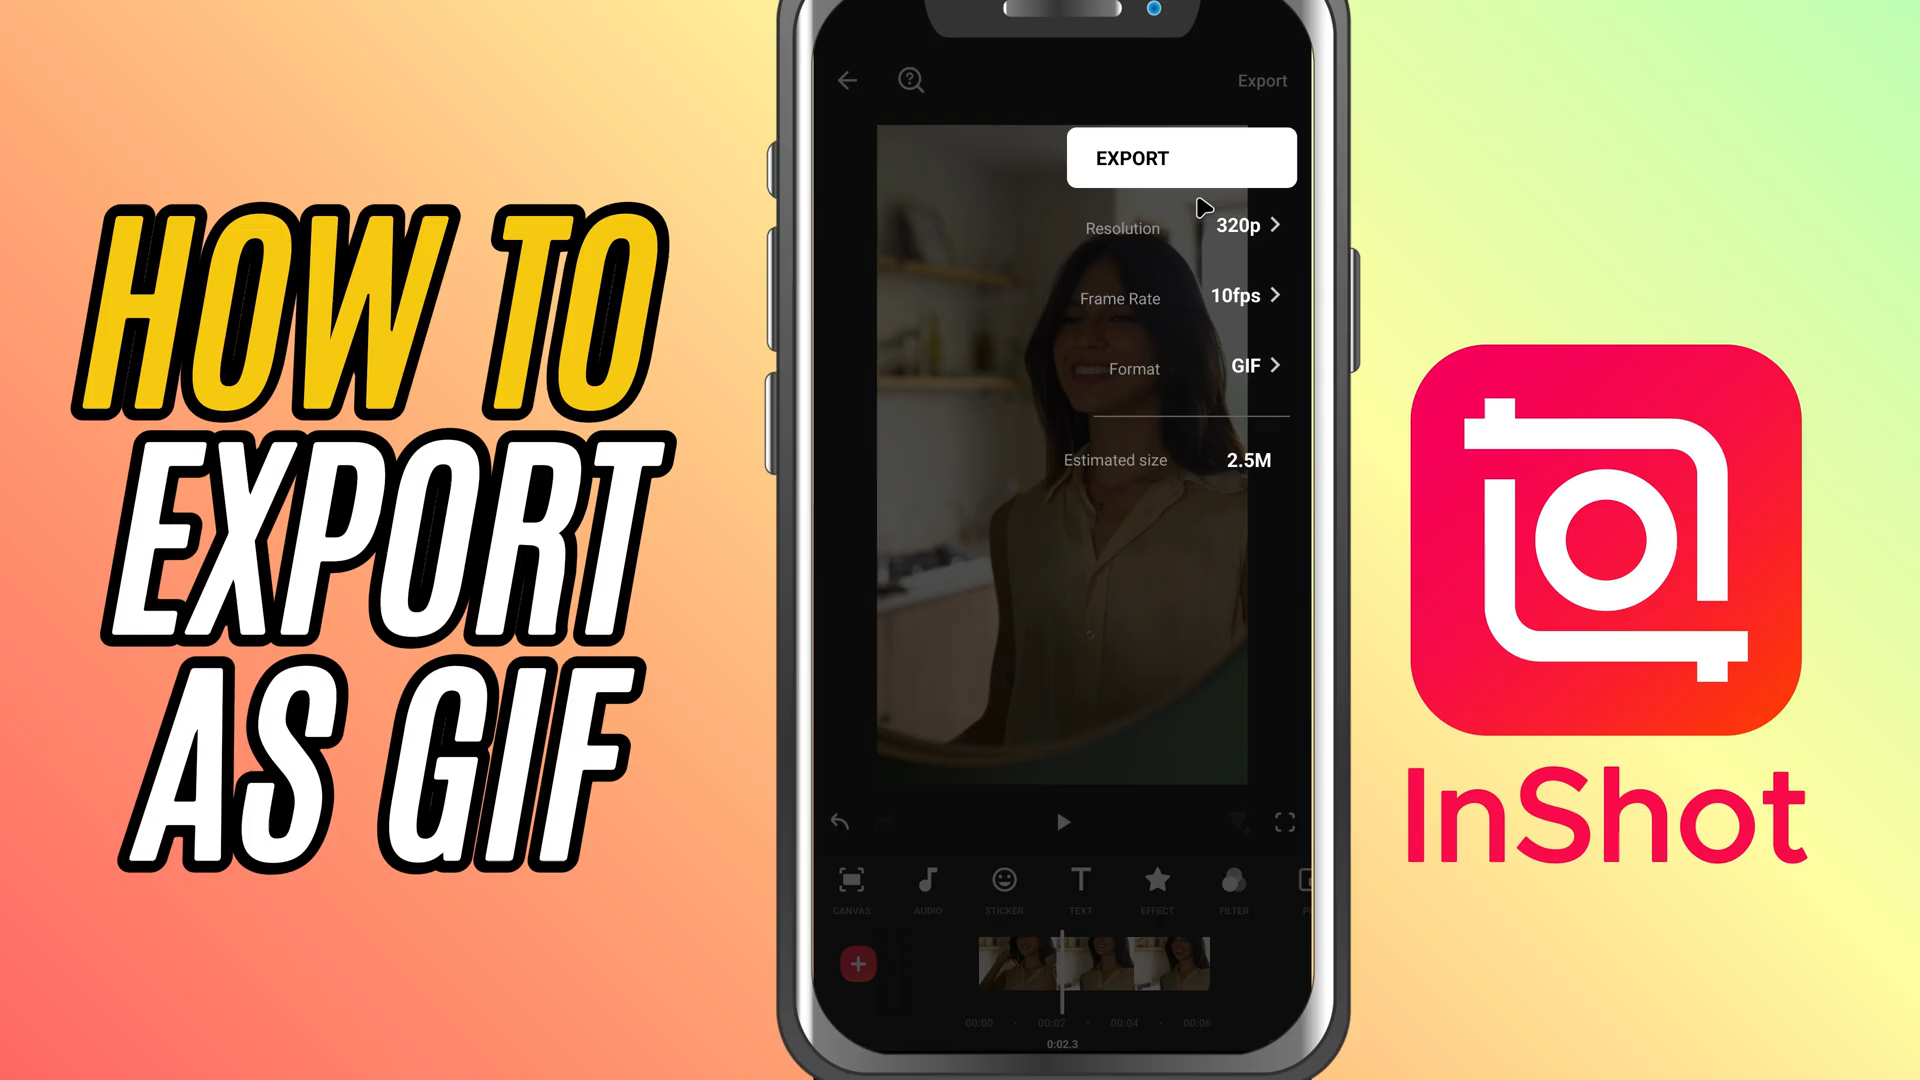 HOW TO
EXPORT
AS GIF
Export
EXPORT
Resolution 320p
Frame Rate 10fps
Format GIF
Estimated size 2.5M
CANVAS AUDIO STICKER TEXT EFFECT FILTER
00:00 · 00:02 · 00:04 · 00:06
0:02.3
InShot